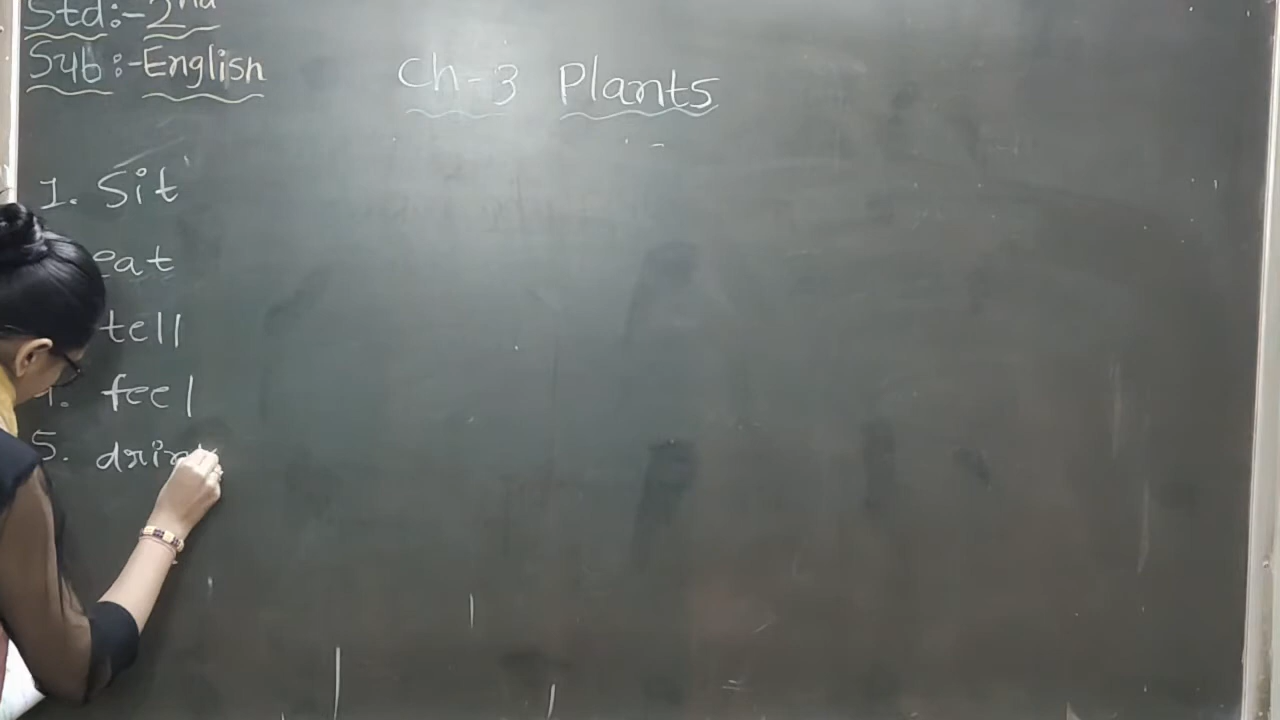 Std:-2nd
Sub:-English
Ch-3 Plants
1. Sit
eat
tell
feel
5.